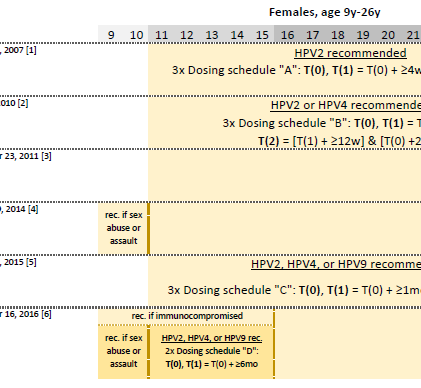 Females, age 9y-26y
9 10 11 12 13 14 15 16 17 18 19 20 21
, 2007 [1]
HPV2 recommended
3x Dosing schedule "A": T(0), T(1) = T(0) + ≥4w
2010 [2]
HPV2 or HPV4 recommende
3x Dosing schedule "B": T(0), T(1) = T
T(2) = [T(1) + ≥12w] & [T(0) +2
r 23, 2011 [3]
, 2014 [4]
rec. if sex
abuse or
assault
, 2015 [5]
HPV2, HPV4, or HPV9 recomme
3x Dosing schedule "C": T(0), T(1) = T(0) + ≥1m
r 16, 2016 [6]
rec. if immunocompromised
rec. if sex
abuse or
assault
HPV2, HPV4, or HPV9 rec.
2x Dosing schedule "D":
T(0), T(1) = T(0) + ≥6mo